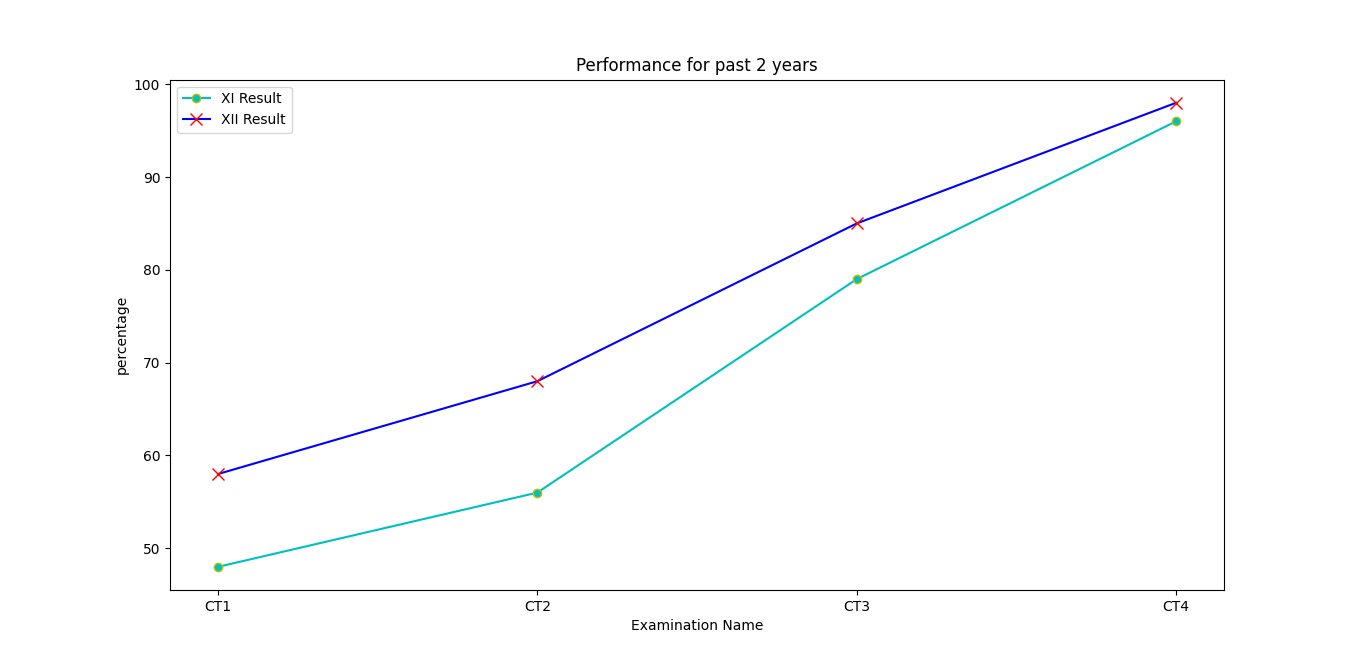 Performance for past 2 years
XI Result
XII Result
100
90
80
70
60
50
percentage
CT1 CT2 CT3 CT4
Examination Name